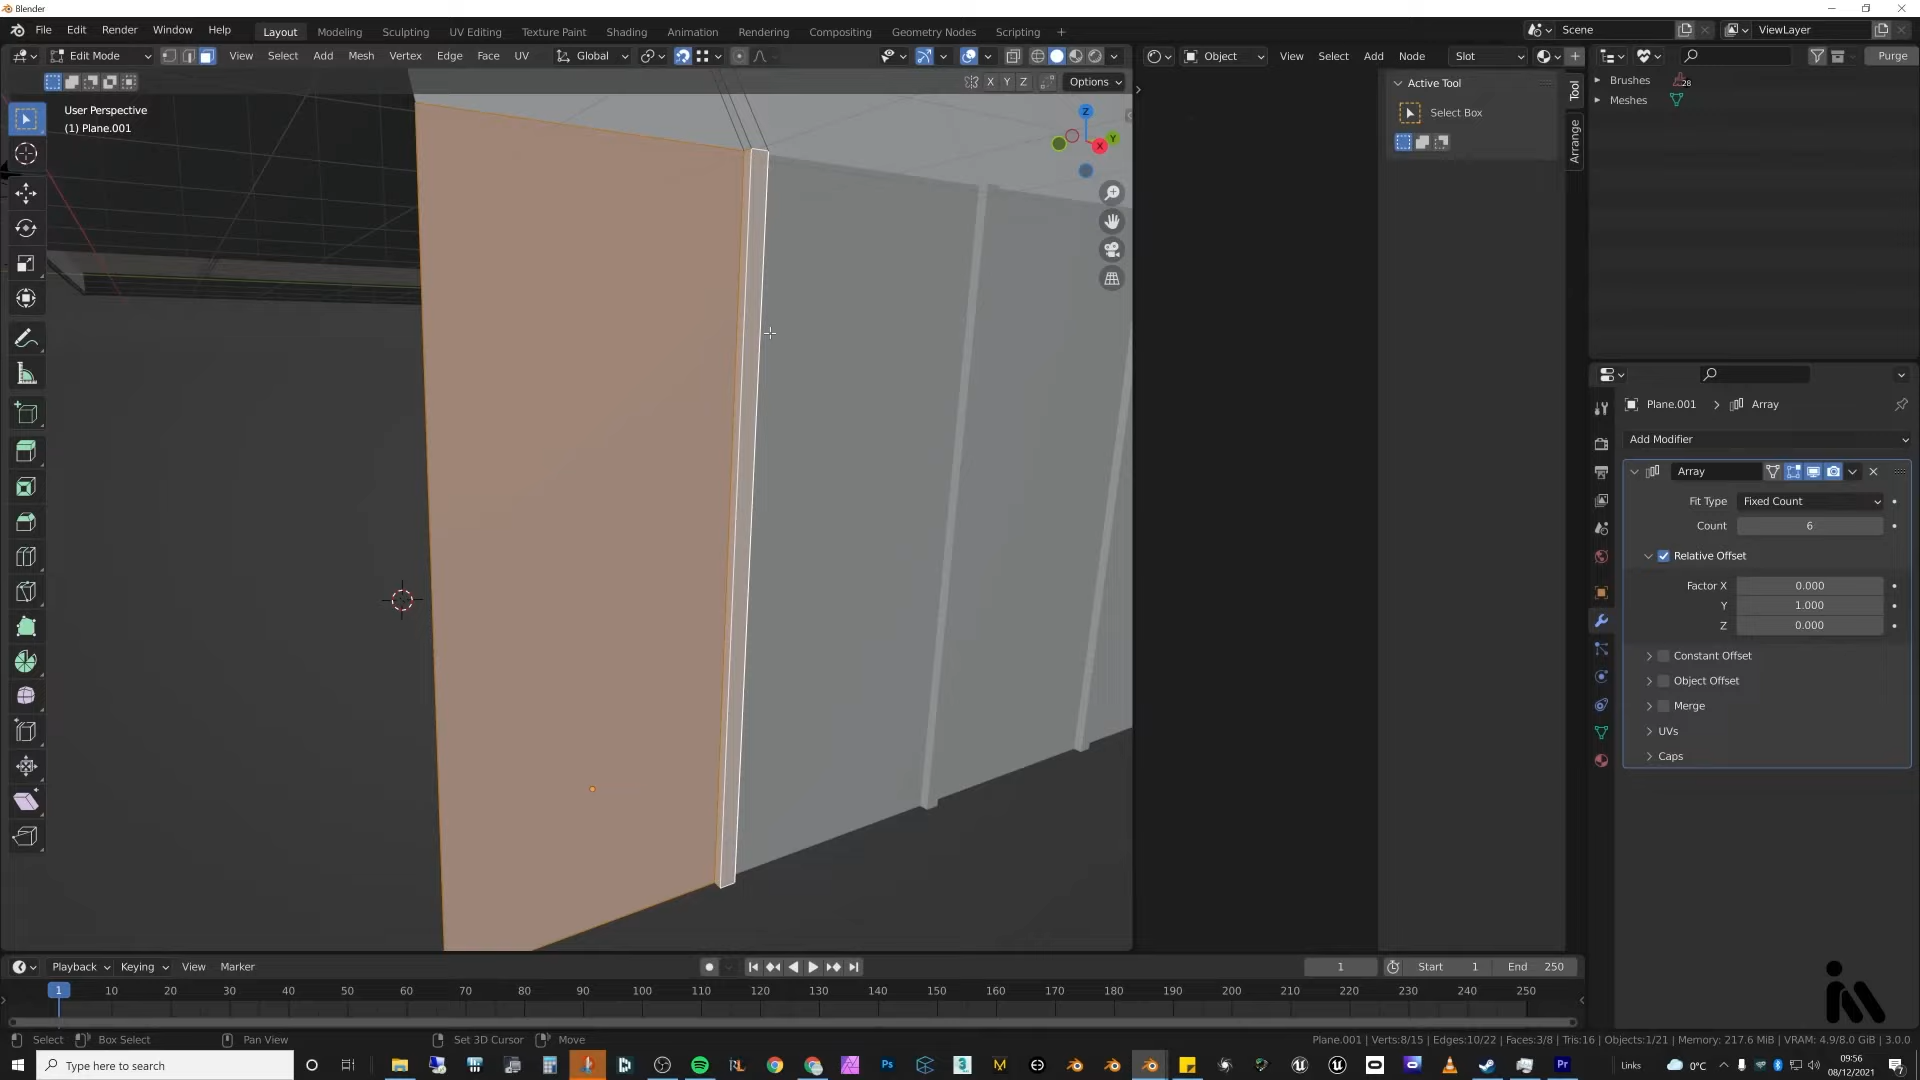 Blender
File Edit Render Window Help
Layout Modeling Sculpting UV Editing Texture Paint Shading Animation Rendering Compositing Geometry Nodes Scripting +
Scene
ViewLayer
Edit Mode View Select Add Mesh Vertex Edge Face UV Global
Object View Select Add Node Slot
Purge
X Y Z Options
User Perspective
(1) Plane.001
Z
Y
X
Active Tool
Select Box
Tool
Arrange
Brushes
28
Meshes
Plane.001 > Array
Add Modifier
Array
Fit Type Fixed Count
Count 6
Relative Offset
Factor X 0.000
Y 1.000
Z 0.000
Constant Offset
Object Offset
Merge
UVs
Caps
Playback Keying View Marker
1 Start 1 End 250
1 10 20 30 40 50 60 70 80 90 100 110 120 130 140 150 160 170 180 190 200 210 220 230 240 250
Select Box Select Pan View Set 3D Cursor Move
Plane.001 | Verts:8/15 | Edges:10/22 | Faces:3/8 | Tris:16 | Objects:1/21 | Memory: 217.6 MiB | VRAM: 4.9/8.0 GiB | 3.0.0
Type here to search
Links
0°C
09:56
08/12/2021